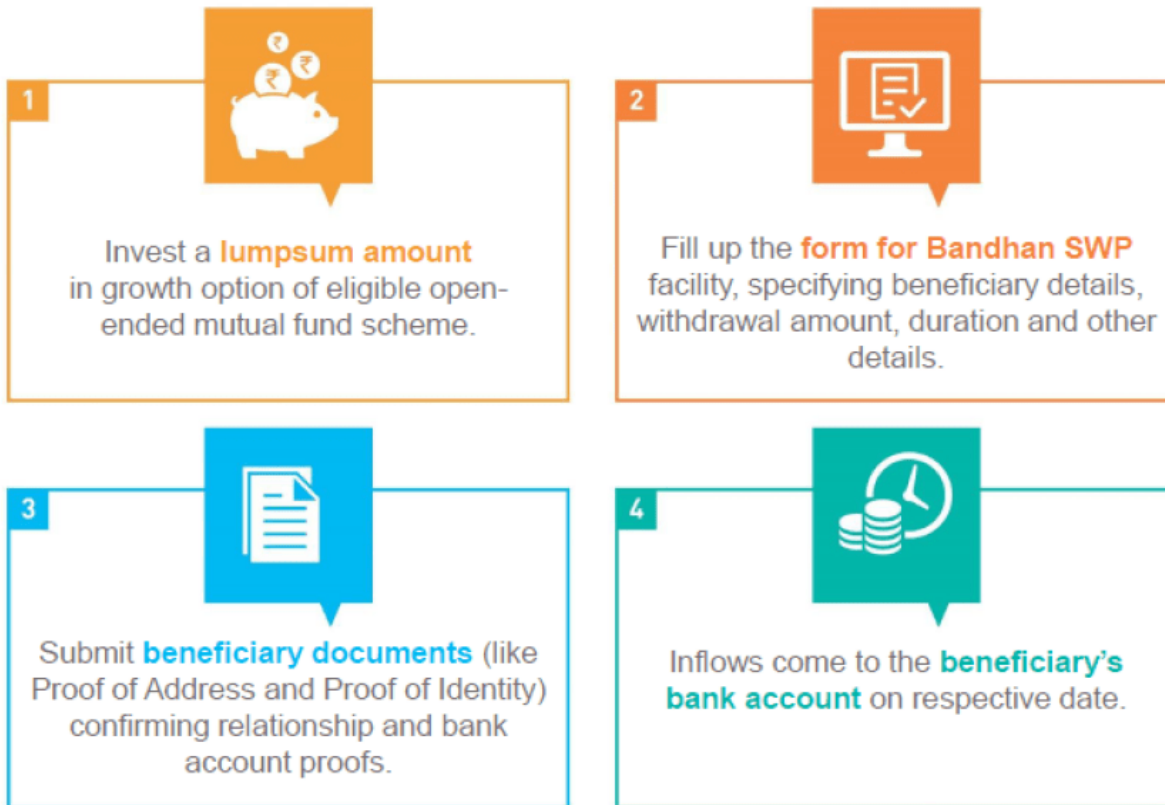 1
Invest a lumpsum amount
in growth option of eligible open-
ended mutual fund scheme.
2
Fill up the form for Bandhan SWP
facility, specifying beneficiary details,
withdrawal amount, duration and other
details.
3
Submit beneficiary documents (like
Proof of Address and Proof of Identity)
confirming relationship and bank
account proofs.
4
Inflows come to the beneficiary's
bank account on respective date.